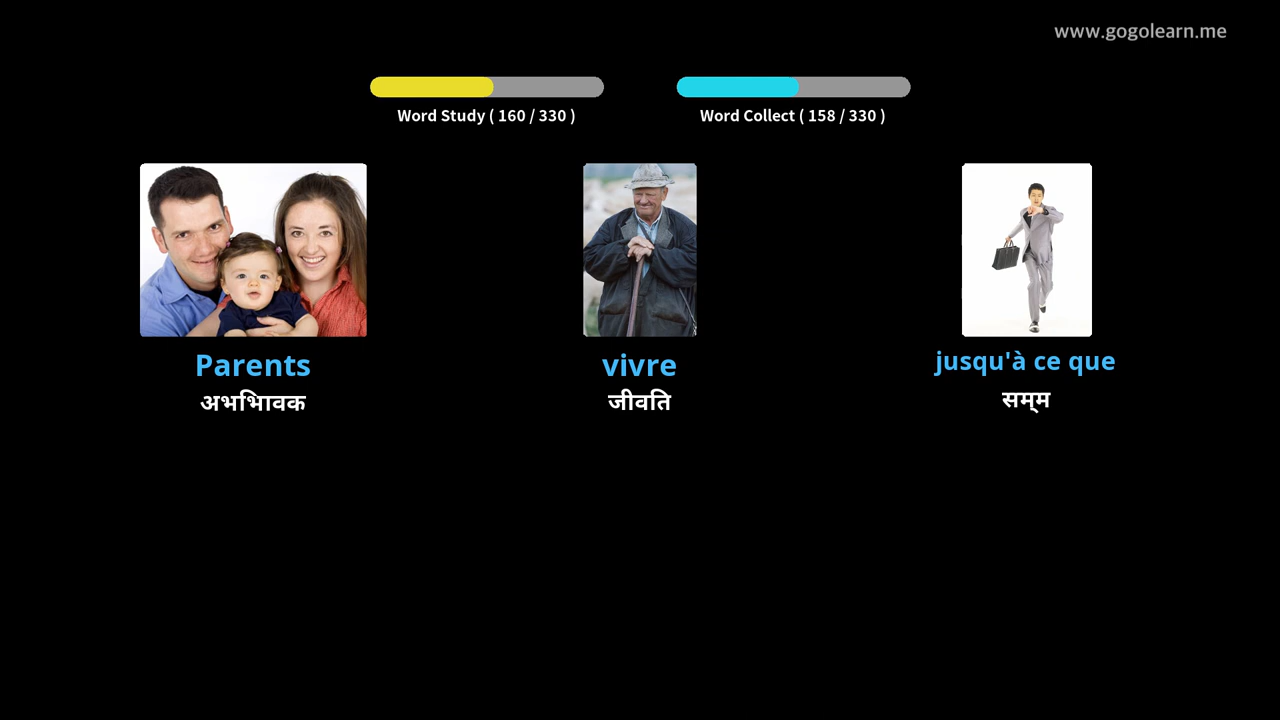 www.gogolearn.me
Word Study ( 160 / 330 )
Word Collect ( 158 / 330 )
Parents
अभिभावक
vivre
जीवति
jusqu'à ce que
सम्म